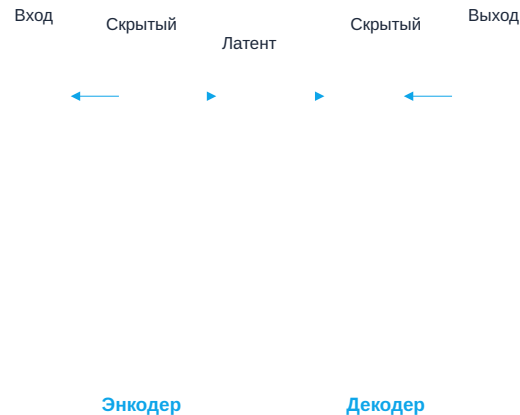 Вход
Скрытый
Латент
Скрытый
Выход
Энкодер
Декодер